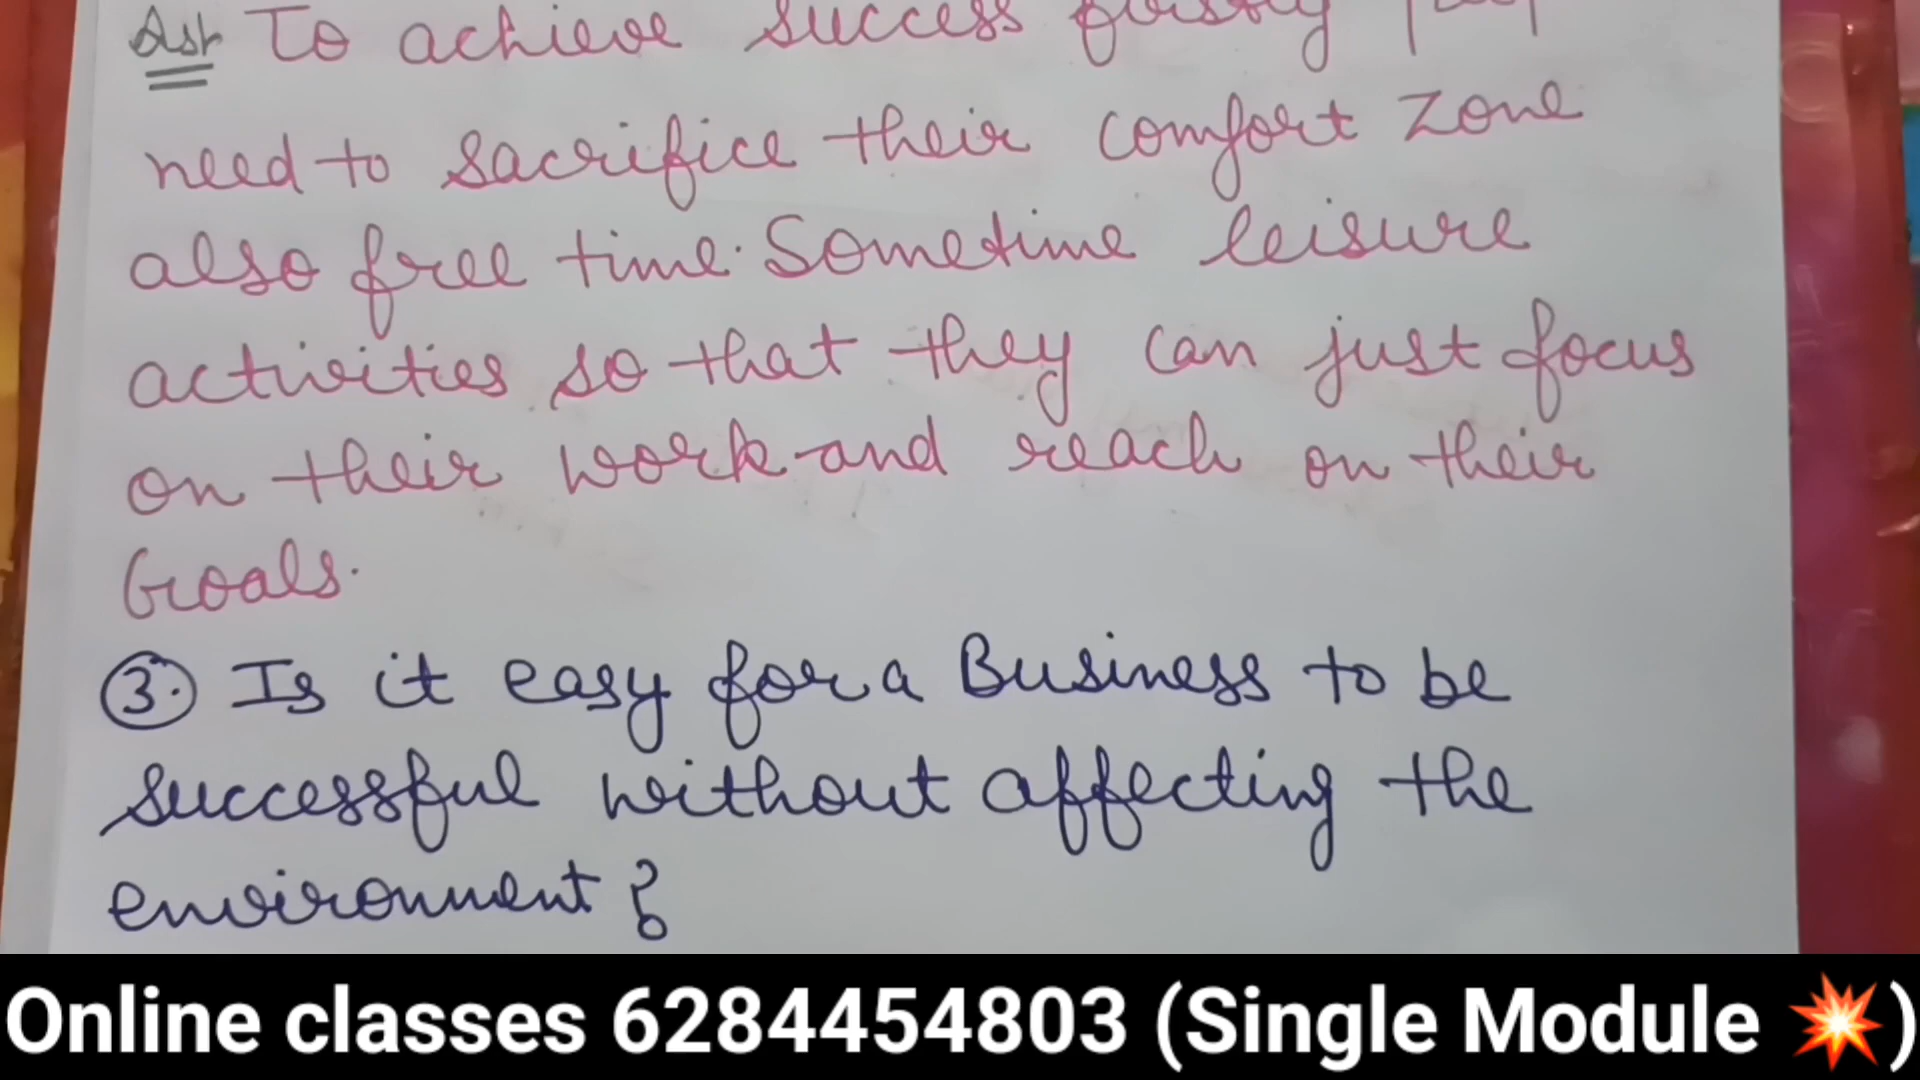 Ans To achieve success firstly
need to sacrifice their comfort zone
also free time. Sometime leisure
activities so that they can just focus
on their work and reach on their
Goals.
3. Is it easy for a Business to be
successful without affecting the
environment?
Online classes 6284454803 (Single Module 💥)